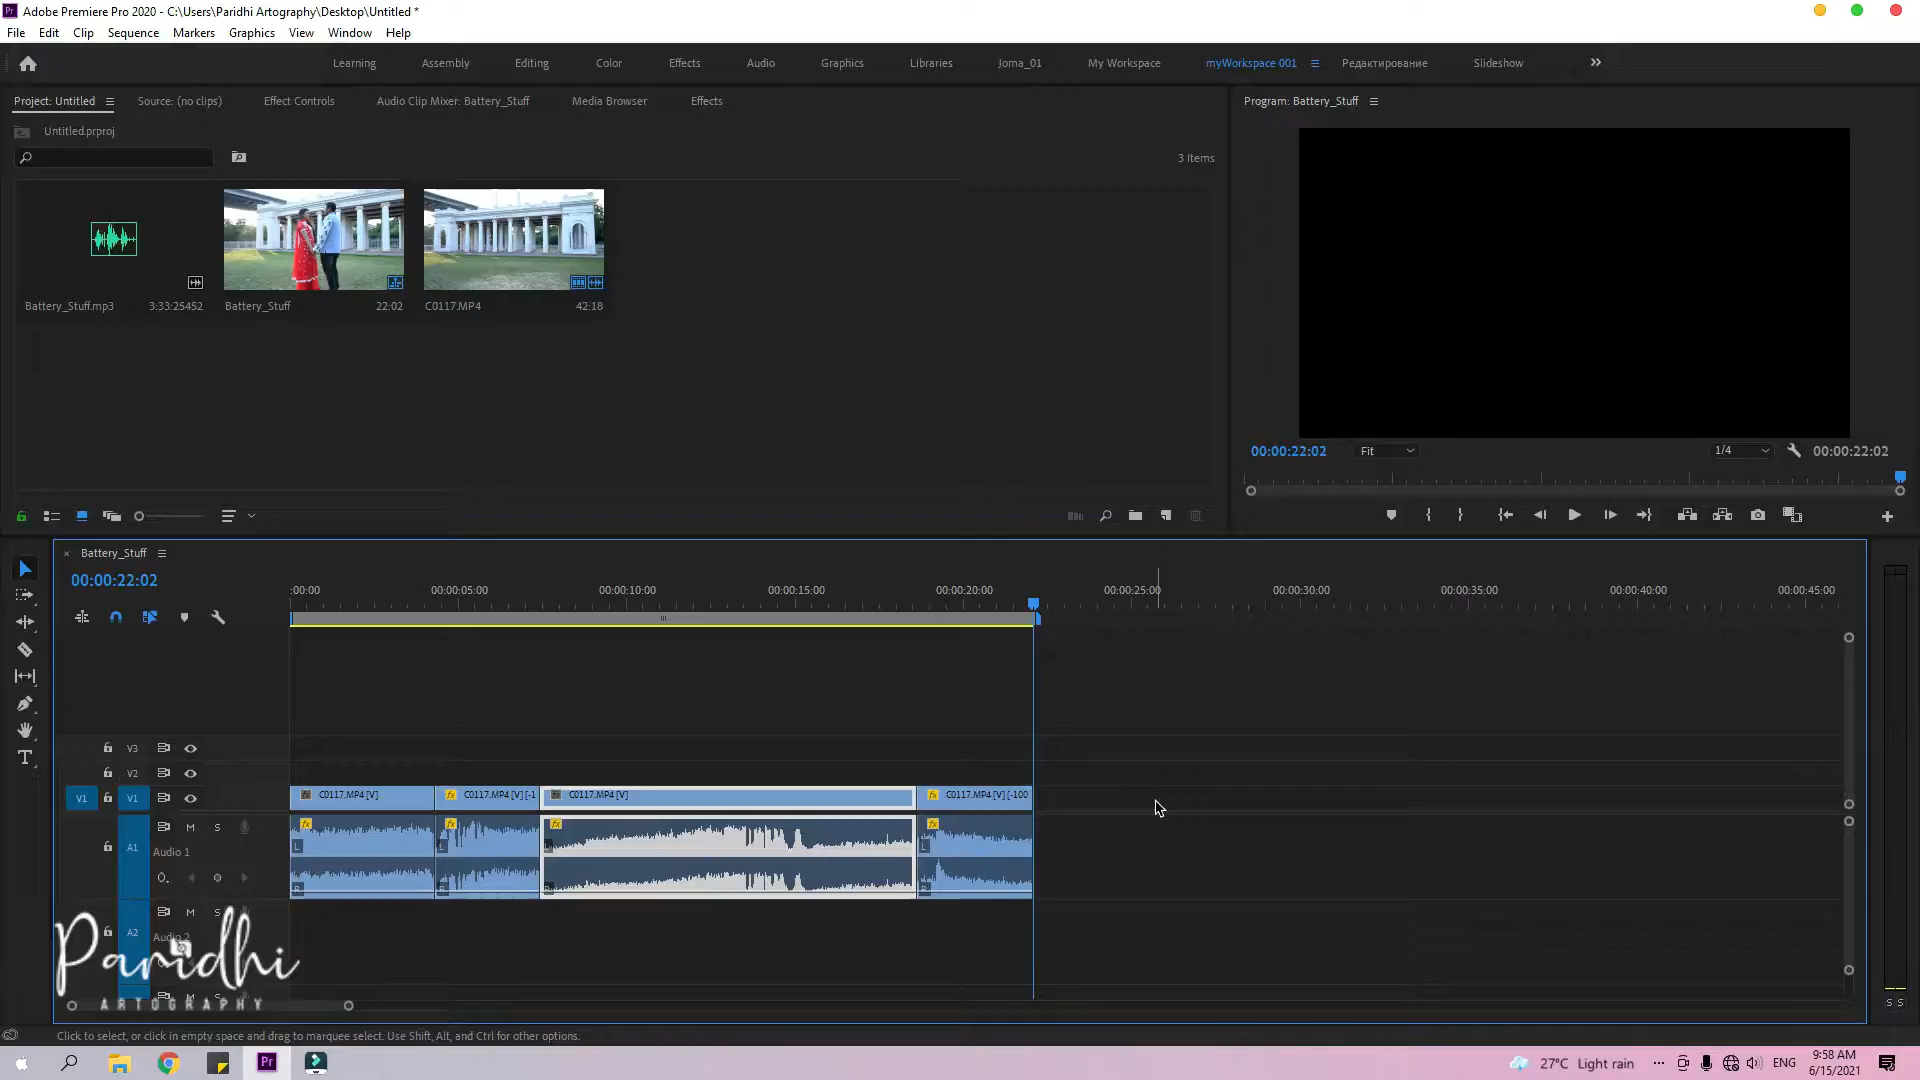 Adobe Premiere Pro 2020 - C:\Users\Paridhi Artography\Desktop\Untitled *
File Edit Clip Sequence Markers Graphics View Window Help
Learning Assembly Editing Color Effects Audio Graphics Libraries Joma_01 My Workspace myWorkspace 001 Редактирование Slideshow
Project: Untitled Source: (no clips) Effect Controls Audio Clip Mixer: Battery_Stuff Media Browser Effects
Program: Battery_Stuff
Untitled.prproj
3 Items
Battery_Stuff.mp3 3:33:25452 Battery_Stuff 22:02 C0117.MP4 42:18
00:00:22:02 Fit 1/4 00:00:22:02
Battery_Stuff
00:00:22:02
:00:00 00:00:05:00 00:00:10:00 00:00:15:00 00:00:20:00 00:00:25:00 00:00:30:00 00:00:35:00 00:00:40:00 00:00:45:00
V3
V2
V1 V1 C0117.MP4 [V] C0117.MP4 [V] [-1 C0117.MP4 [V] C0117.MP4 [V] [-100
M S fx fx fx fx
A1 Audio 1 L L L L
R R R R
M S
A2 Audio 2
Paridhi
ARTOGRAPHY
M S
S S
Click to select, or click in empty space and drag to marquee select. Use Shift, Alt, and Ctrl for other options.
Pr 27°C Light rain ENG 9:58 AM
6/15/2021